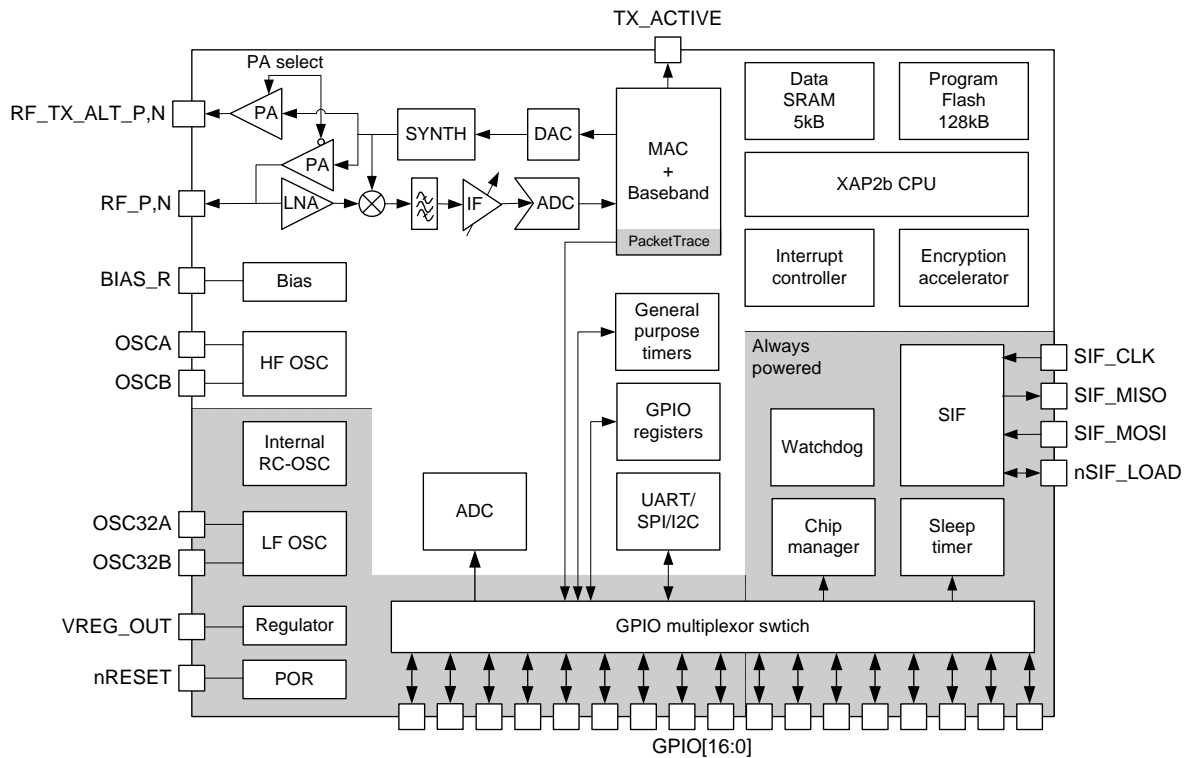 TX_ACTIVE
PA select
RF_TX_ALT_P,N
PA
SYNTH
DAC
MAC
+
Baseband
PacketTrace
Data
SRAM
5kB
Program
Flash
128kB
PA
XAP2b CPU
RF_P,N
LNA
IF
ADC
Interrupt
controller
Encryption
accelerator
BIAS_R
Bias
General
purpose
timers
OSCA
OSCB
HF OSC
Always
powered
SIF
SIF_CLK
SIF_MISO
SIF_MOSI
nSIF_LOAD
GPIO
registers
Watchdog
Internal
RC-OSC
ADC
UART/
SPI/I2C
Chip
manager
Sleep
timer
OSC32A
OSC32B
LF OSC
VREG_OUT
Regulator
GPIO multiplexor swtich
nRESET
POR
GPIO[16:0]